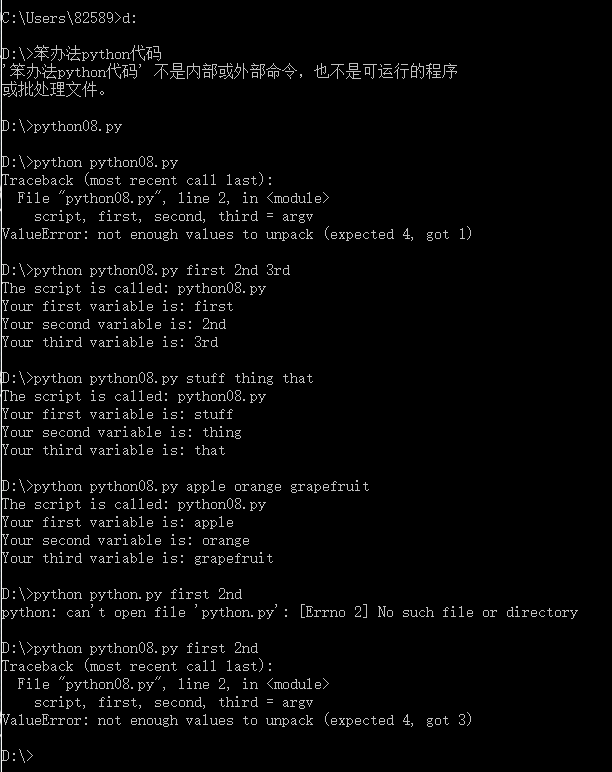 C:\Users\82589>d:
D:\>笨办法python代码
'笨办法python代码' 不是内部或外部命令，也不是可运行的程序
或批处理文件。
D:\>python08.py
D:\>python python08.py
Traceback (most recent call last):
  File "python08.py", line 2, in <module>
    script, first, second, third = argv
ValueError: not enough values to unpack (expected 4, got 1)
D:\>python python08.py first 2nd 3rd
The script is called: python08.py
Your first variable is: first
Your second variable is: 2nd
Your third variable is: 3rd
D:\>python python08.py stuff thing that
The script is called: python08.py
Your first variable is: stuff
Your second variable is: thing
Your third variable is: that
D:\>python python08.py apple orange grapefruit
The script is called: python08.py
Your first variable is: apple
Your second variable is: orange
Your third variable is: grapefruit
D:\>python python.py first 2nd
python: can't open file 'python.py': [Errno 2] No such file or directory
D:\>python python08.py first 2nd
Traceback (most recent call last):
  File "python08.py", line 2, in <module>
    script, first, second, third = argv
ValueError: not enough values to unpack (expected 4, got 3)
D:\>